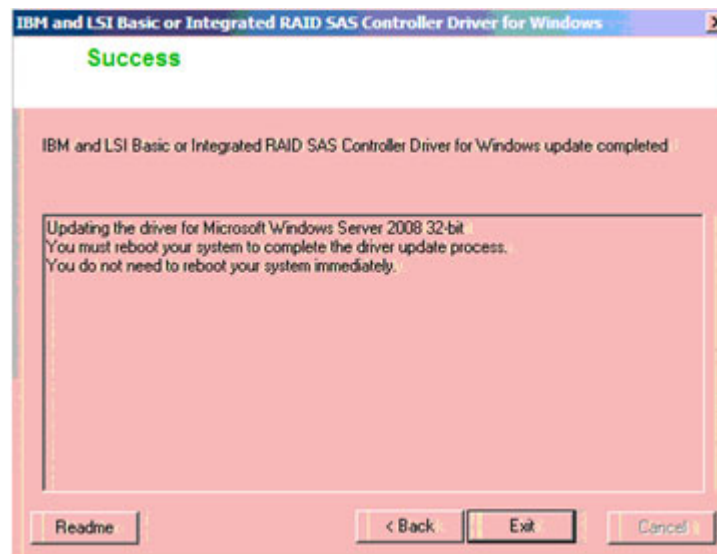 IBM and LSI Basic or Integrated RAID SAS Controller Driver for Windows
Success
IBM and LSI Basic or Integrated RAID SAS Controller Driver for Windows update completed
Updating the driver for Microsoft Windows Server 2008 32-bit
You must reboot your system to complete the driver update process.
You do not need to reboot your system immediately.
Readme
< Back
Exit
Cancel